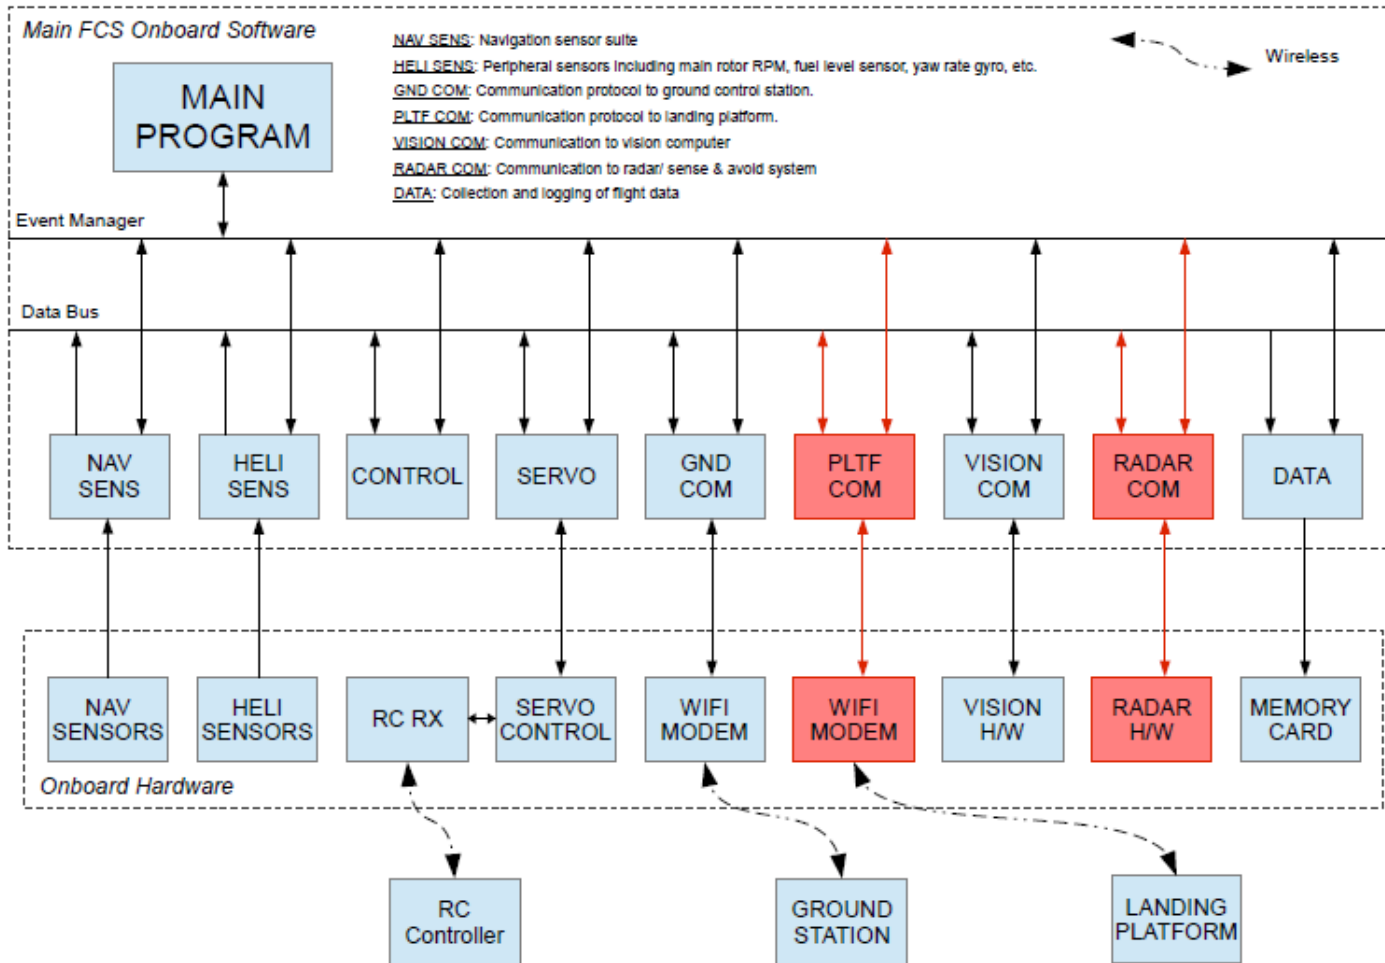 Main FCS Onboard Software
MAIN
PROGRAM
NAV SENS: Navigation sensor suite
HELI SENS: Peripheral sensors including main rotor RPM, fuel level sensor, yaw rate gyro, etc.
GND COM: Communication protocol to ground control station.
PLTF COM: Communication protocol to landing platform.
VISION COM: Communication to vision computer
RADAR COM: Communication to radar/ sense & avoid system
DATA: Collection and logging of flight data
Wireless
Event Manager
Data Bus
NAV
SENS
HELI
SENS
CONTROL
SERVO
GND
COM
PLTF
COM
VISION
COM
RADAR
COM
DATA
NAV
SENSORS
HELI
SENSORS
RC RX
SERVO
CONTROL
WIFI
MODEM
WIFI
MODEM
VISION
H/W
RADAR
H/W
MEMORY
CARD
Onboard Hardware
RC
Controller
GROUND
STATION
LANDING
PLATFORM